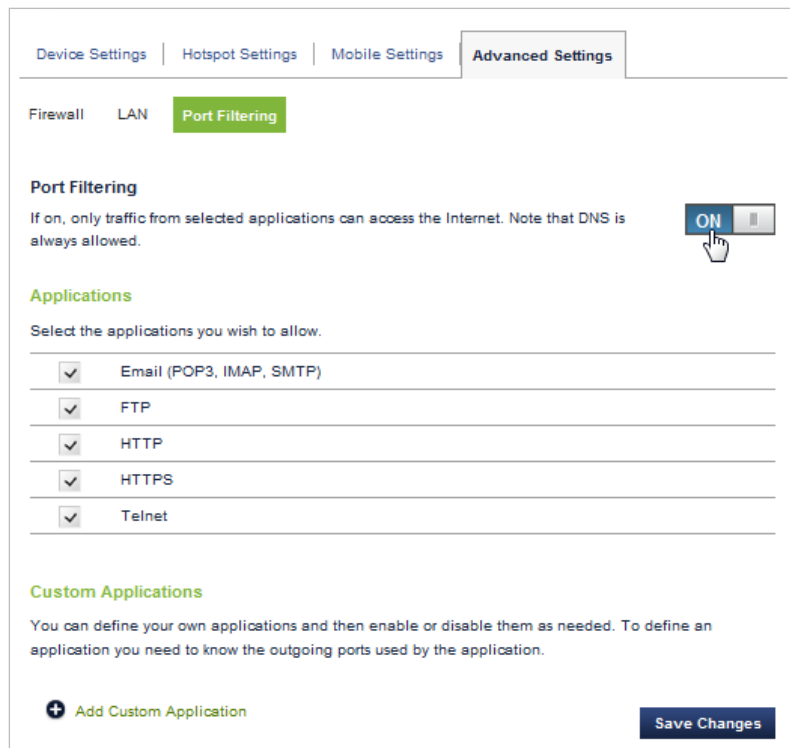 Device Settings
Hotspot Settings
Mobile Settings
Advanced Settings
Firewall
LAN
Port Filtering
Port Filtering
If on, only traffic from selected applications can access the Internet. Note that DNS is
always allowed.
ON
Applications
Select the applications you wish to allow.
Email (POP3, IMAP, SMTP)
FTP
HTTP
HTTPS
Telnet
Custom Applications
You can define your own applications and then enable or disable them as needed. To define an
application you need to know the outgoing ports used by the application.
Add Custom Application
Save Changes